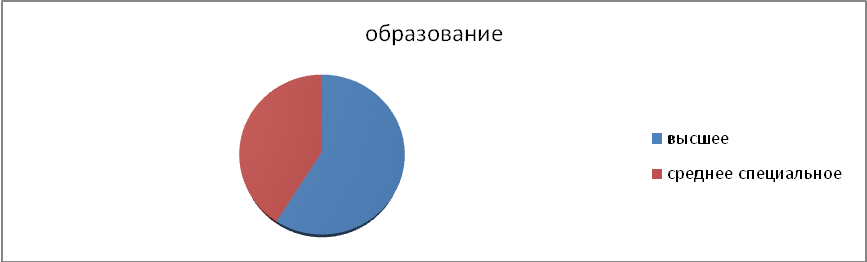 образование
высшее
среднее специальное